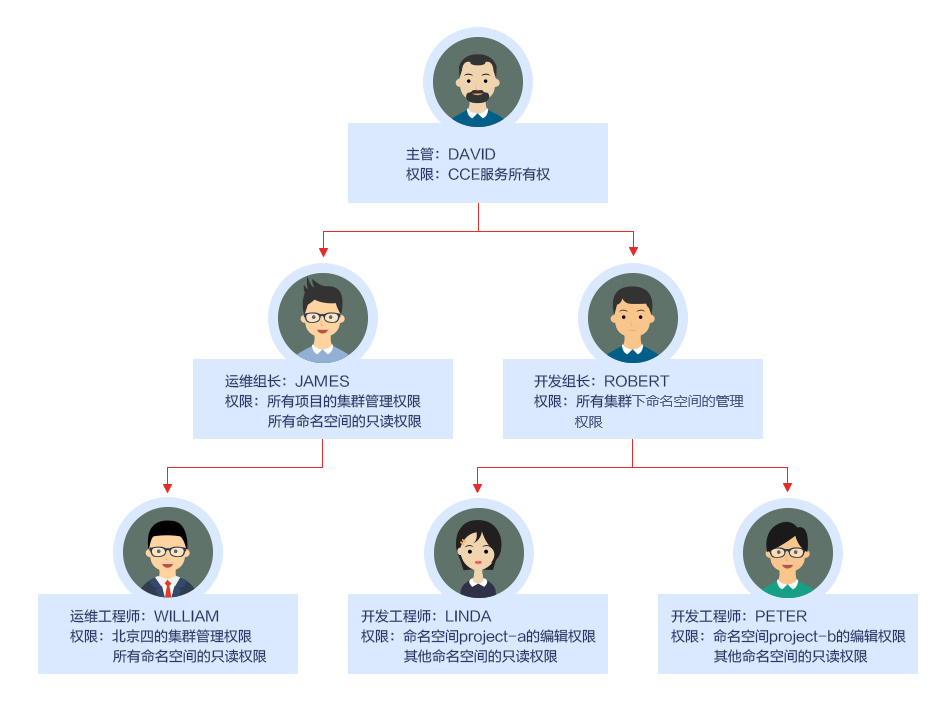 主管：DAVID
权限：CCE服务所有权
运维组长：JAMES
权限：所有项目的集群管理权限
所有命名空间的只读权限
开发组长：ROBERT
权限：所有集群下命名空间的管理
权限
运维工程师：WILLIAM
权限：北京四的集群管理权限
所有命名空间的只读权限
开发工程师：LINDA
权限：命名空间project-a的编辑权限
其他命名空间的只读权限
开发工程师：PETER
权限：命名空间project-b的编辑权限
其他命名空间的只读权限